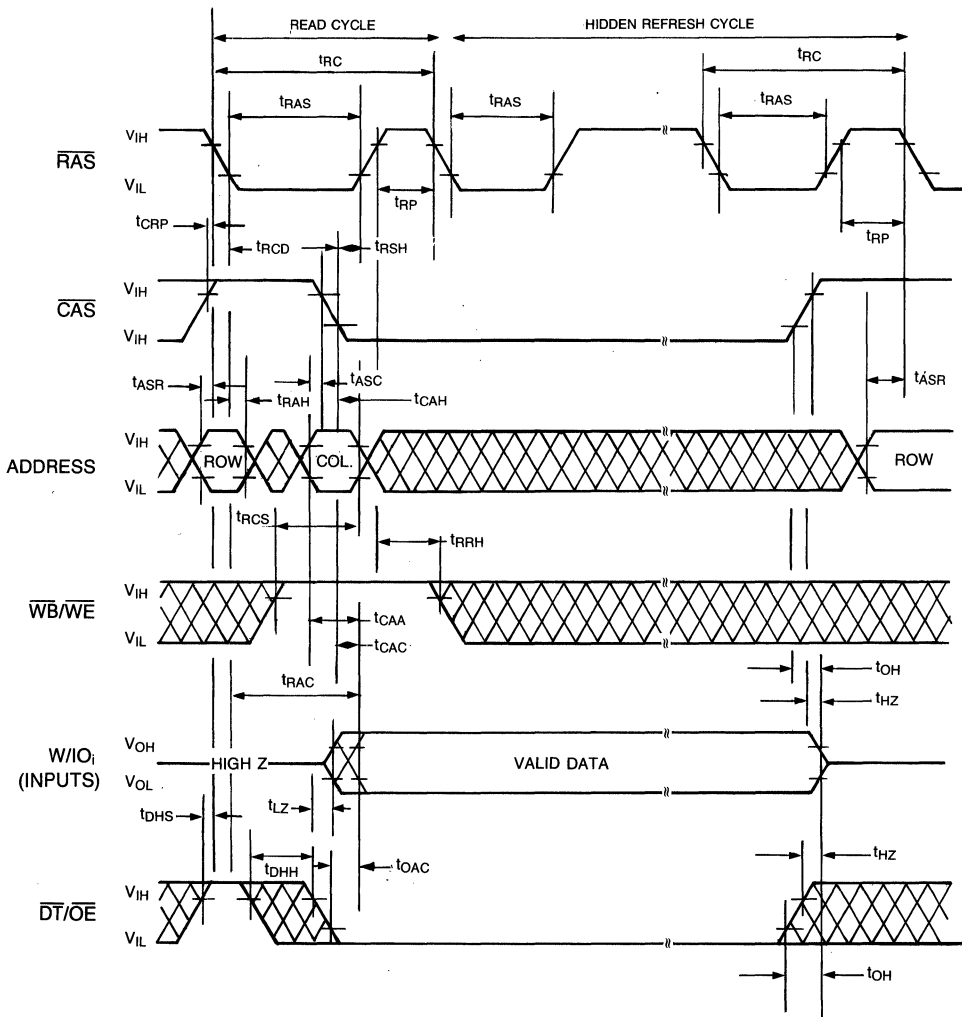 READ CYCLE HIDDEN REFRESH CYCLE
tRC tRC
tRAS tRAS tRAS
VIH
RAS
VIL
tRP tRP
tCRP
tRCD tRSH
VIH
CAS
VIH
tASR tRAH tASC tCAH tASR
VIH
ADDRESS ROW COL. ROW
VIL
tRCS tRRH
VIH
WB/WE
VIL
tCAA
tCAC
tRAC
tOH
tHZ
VOH
W/IOi HIGH Z VALID DATA
(INPUTS) VOL
tDHS tLZ
tDHH tOAC tHZ
VIH
DT/OE
VIL
tOH